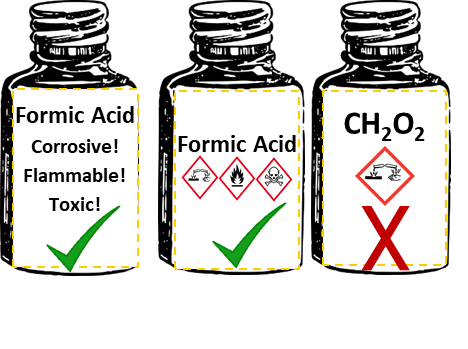 Formic Acid
Corrosive!
Flammable!
Toxic!
Formic Acid
CH₂O₂
X